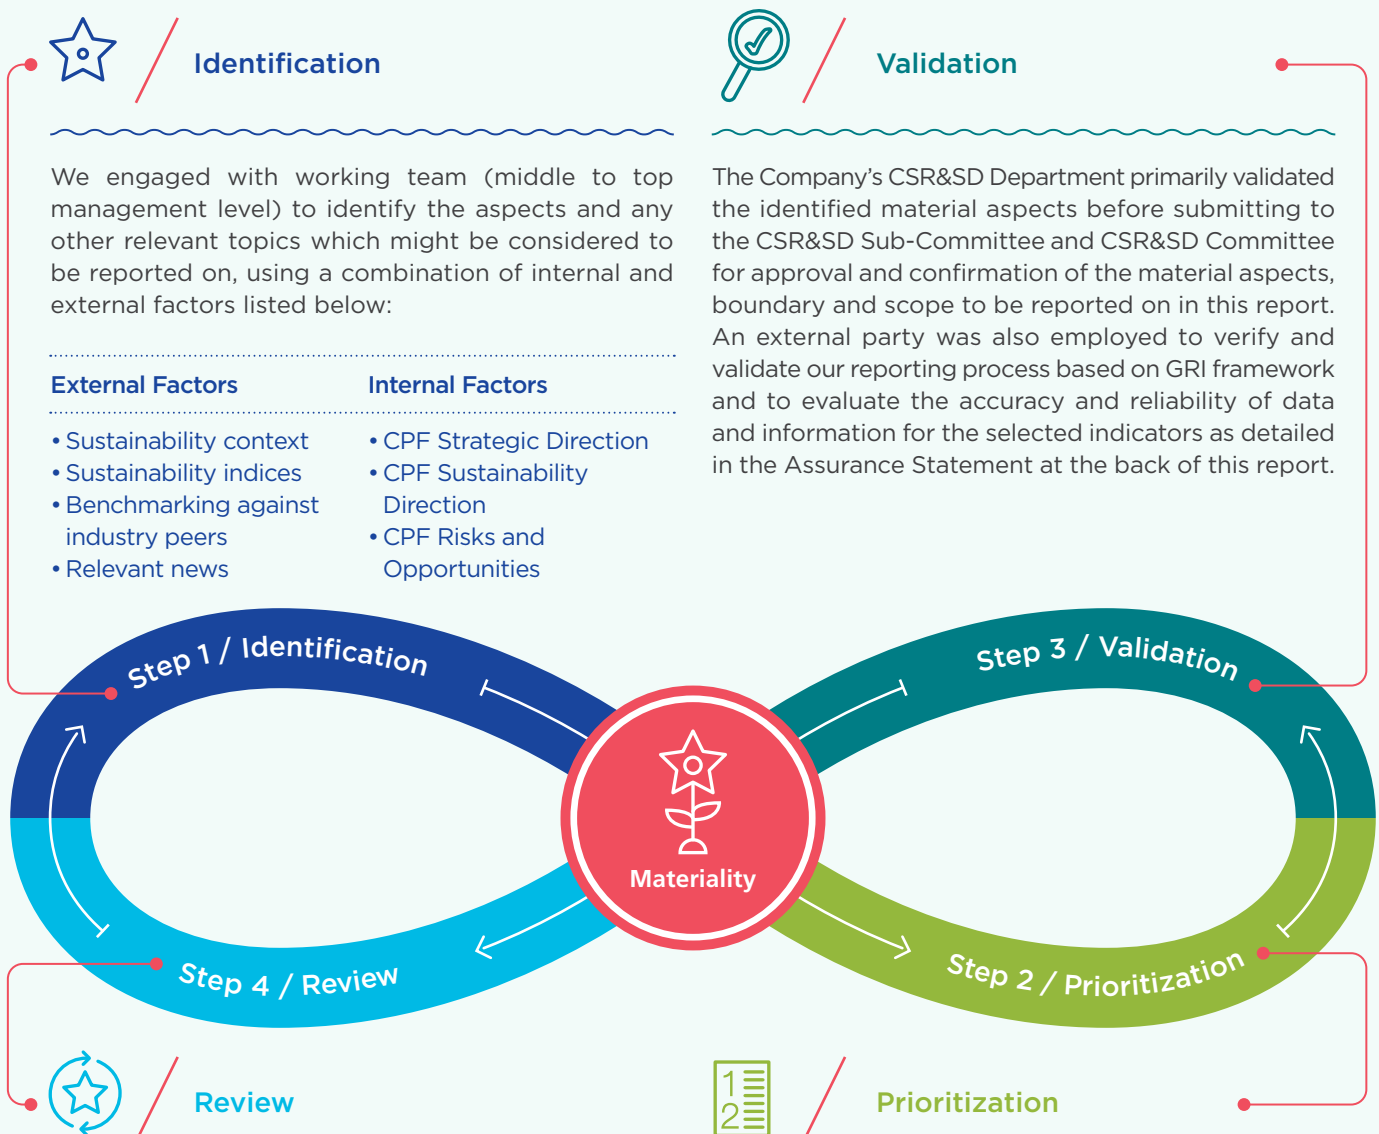 Identification
We engaged with working team (middle to top
management level) to identify the aspects and any
other relevant topics which might be considered to
be reported on, using a combination of internal and
external factors listed below:
External Factors
• Sustainability context
• Sustainability indices
• Benchmarking against
industry peers
• Relevant news
Internal Factors
• CPF Strategic Direction
• CPF Sustainability
Direction
• CPF Risks and
Opportunities
Validation
The Company's CSR&SD Department primarily validated
the identified material aspects before submitting to
the CSR&SD Sub-Committee and CSR&SD Committee
for approval and confirmation of the material aspects,
boundary and scope to be reported on in this report.
An external party was also employed to verify and
validate our reporting process based on GRI framework
and to evaluate the accuracy and reliability of data
and information for the selected indicators as detailed
in the Assurance Statement at the back of this report.
Step 1 / Identification
Step 3 / Validation
Materiality
Step 4 / Review
Step 2 / Prioritization
Review
1
2
Prioritization